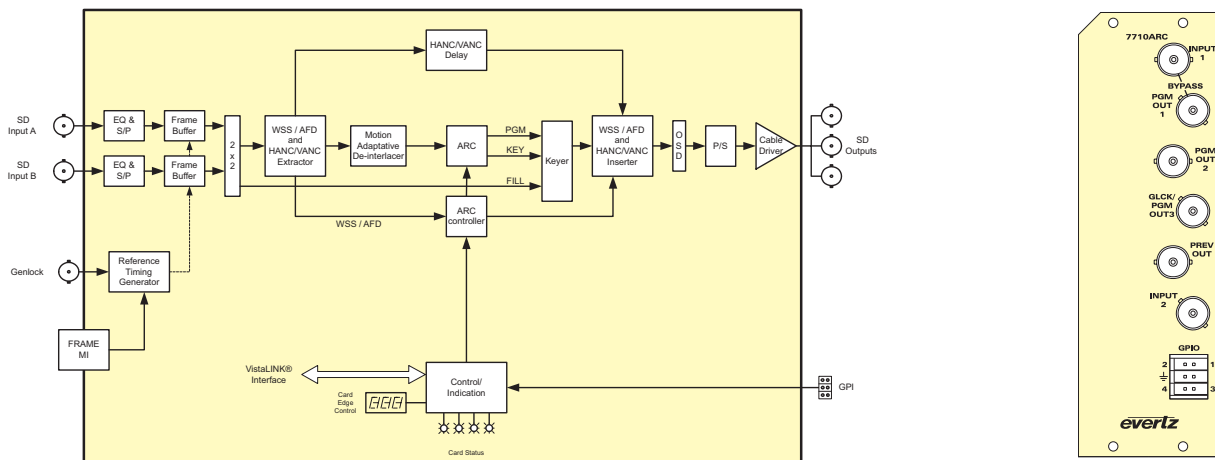 HANC/VANC
Delay
SD
Input A
EQ &
S/P
Frame
Buffer
SD
Input B
EQ &
S/P
Frame
Buffer
2
x
2
WSS / AFD
and
HANC/VANC
Extractor
Motion
Adaptative
De-interlacer
ARC
PGM
KEY
FILL
Keyer
WSS / AFD
and
HANC/VANC
Inserter
O
S
D
P/S
Cable
Driver
SD
Outputs
WSS / AFD
ARC
controller
Genlock
Reference
Timing
Generator
FRAME
MI
VistaLINK®
Interface
Card
Edge
Control
Control/
Indication
GPI
Card Status
7710ARC
INPUT
1
BYPASS
PGM
OUT
1
PGM
OUT
2
GLCK/
PGM
OUT3
PREV
OUT
INPUT
2
GPIO
2 1
4 3
evertz